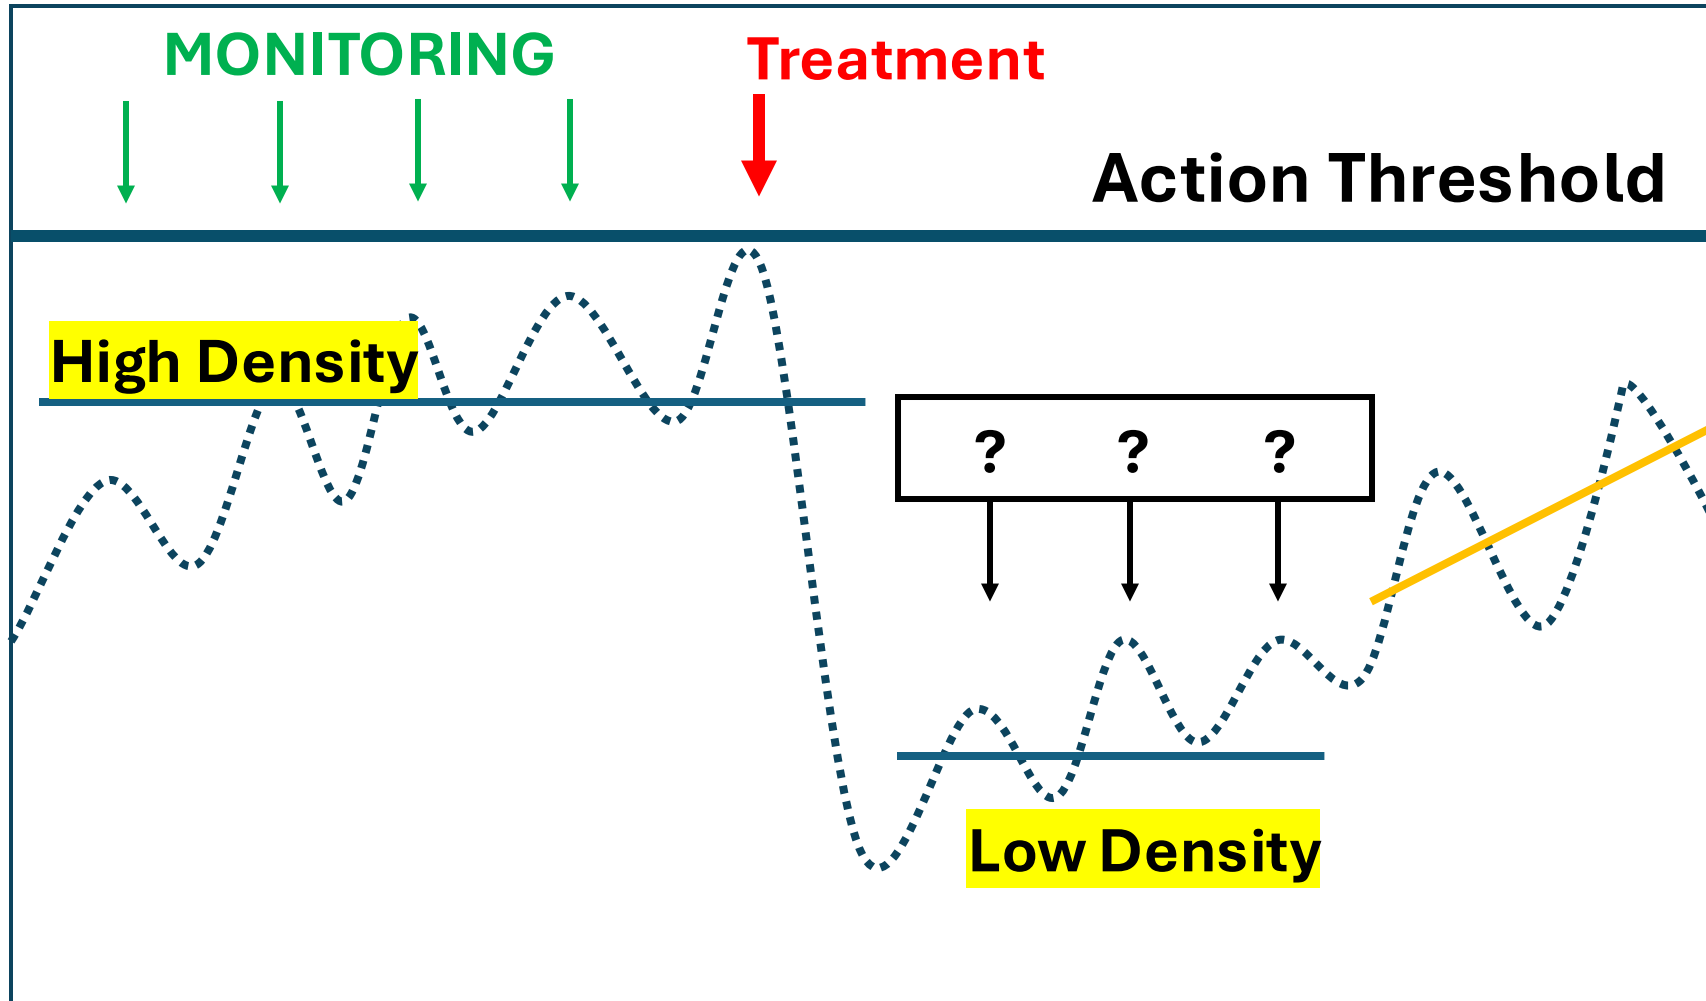 MONITORING
Treatment
Action Threshold
High Density
? ? ?
Low Density